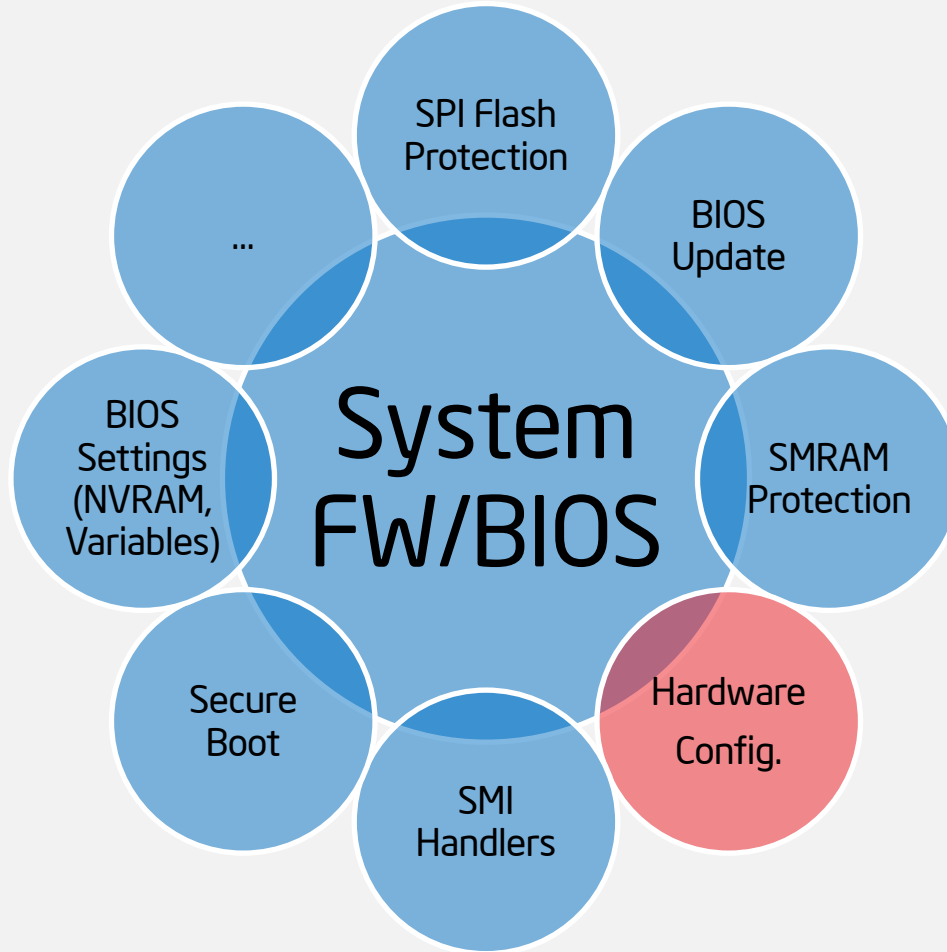 SPI Flash
Protection
BIOS
Update
SMRAM
Protection
Hardware
Config.
SMI
Handlers
Secure
Boot
BIOS
Settings
(NVRAM,
Variables)
...
System
FW/BIOS